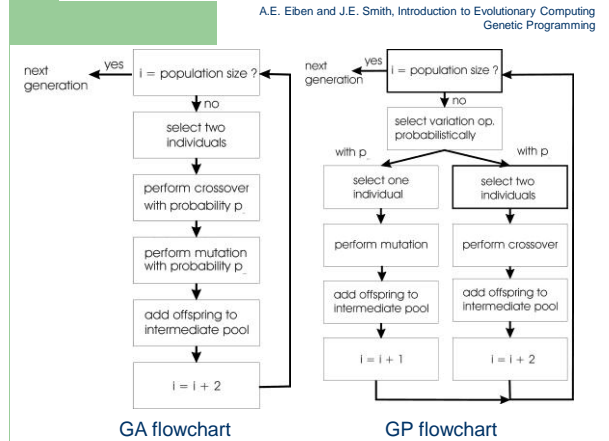 A.E. Eiben and J.E. Smith, Introduction to Evolutionary Computing
Genetic Programming
next
generation
yes
i = population size ?
no
select two
individuals
perform crossover
with probability p
perform mutation
with probability p
add offspring to
intermediate pool
i = i + 2
GA flowchart
next
generation
yes
i = population size ?
no
select variation op.
probabilistically
with p
with p
select one
individual
select two
individuals
perform mutation
perform crossover
add offspring to
intermediate pool
add offspring to
intermediate pool
i = i + 1
i = i + 2
GP flowchart